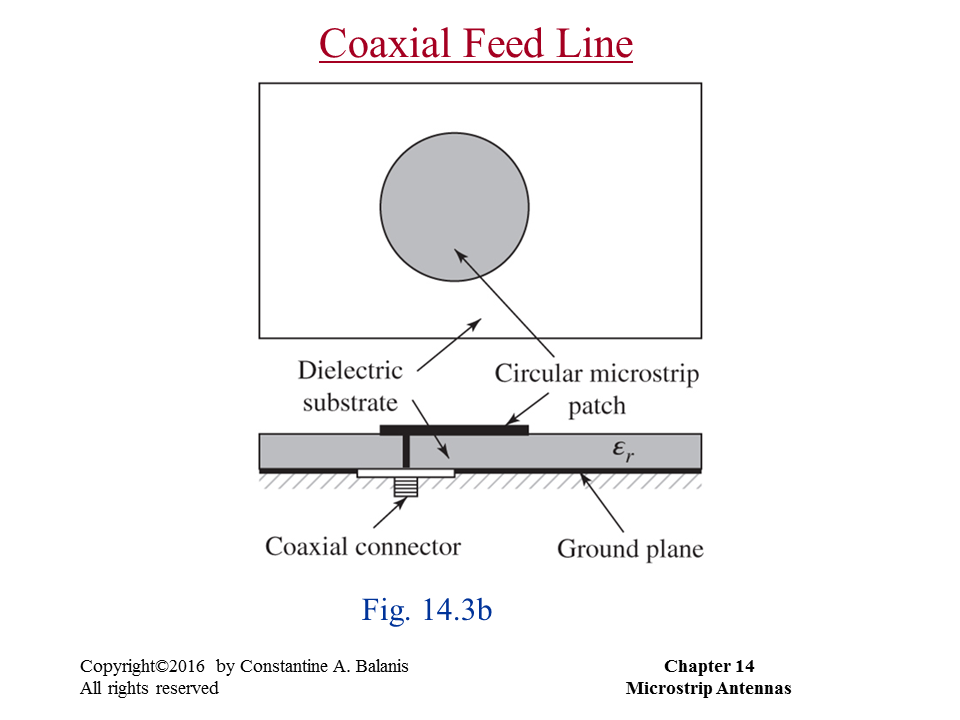 Coaxial Feed Line
Dielectric
substrate
Circular microstrip
patch
εr
Coaxial connector
Ground plane
Fig. 14.3b
Copyright©2016 by Constantine A. Balanis
All rights reserved
Chapter 14
Microstrip Antennas